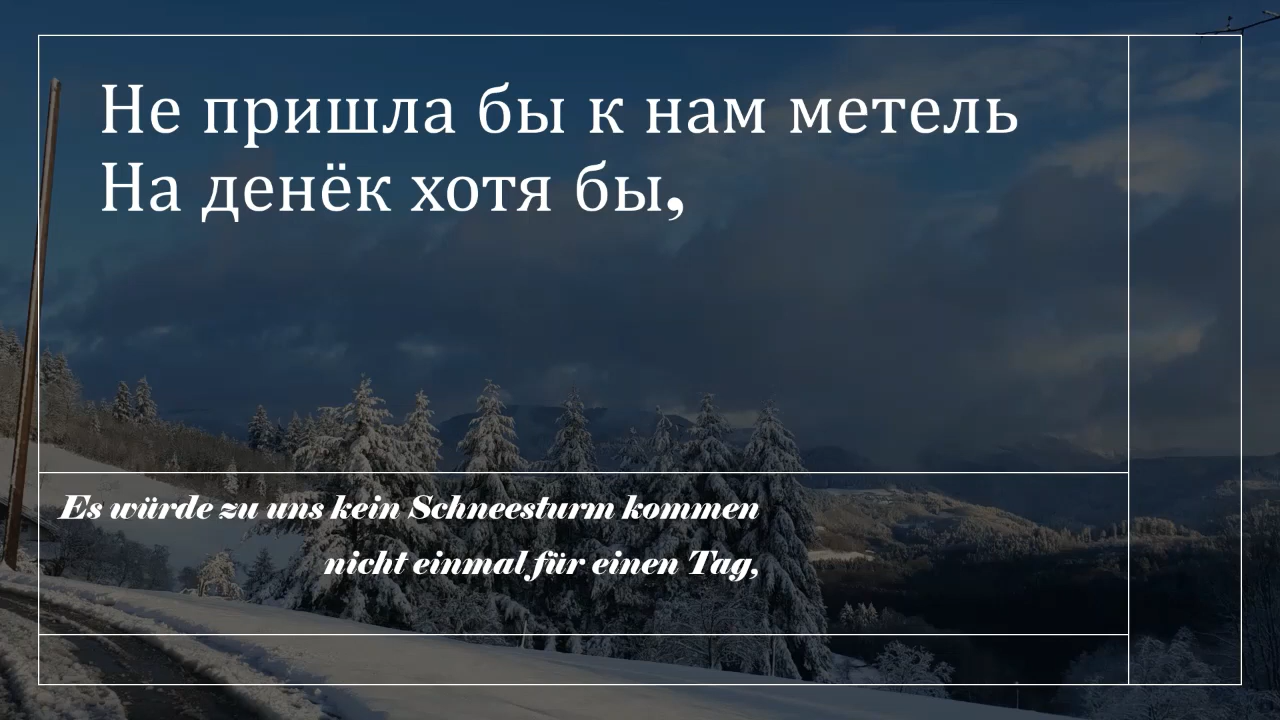 Не пришла бы к нам метель
На денёк хотя бы,
Es würde zu uns kein Schneesturm kommen
nicht einmal für einen Tag,